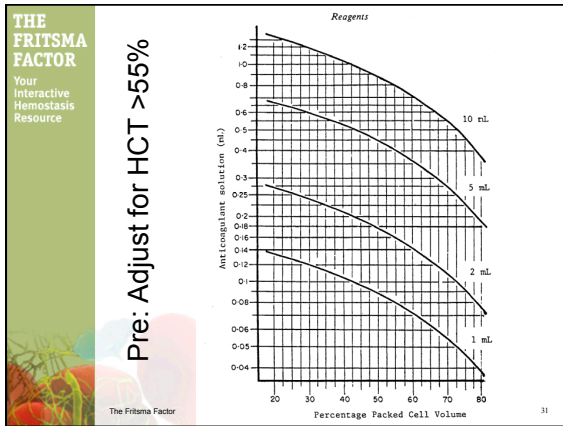 THE
FRITSMA
FACTOR
Your
Interactive
Hemostasis
Resource
Pre: Adjust for HCT >55%
Reagents
Anticoagulant solution (mL)
1·2
1·0
0·8
0·6
0·5
0·4
0·3
0·25
0·2
0·18
0·16
0·14
0·12
0·1
0·08
0·06
0·05
0·04
10 mL
5 mL
2 mL
1 mL
20 30 40 50 60 70 80
Percentage Packed Cell Volume
The Fritsma Factor
31